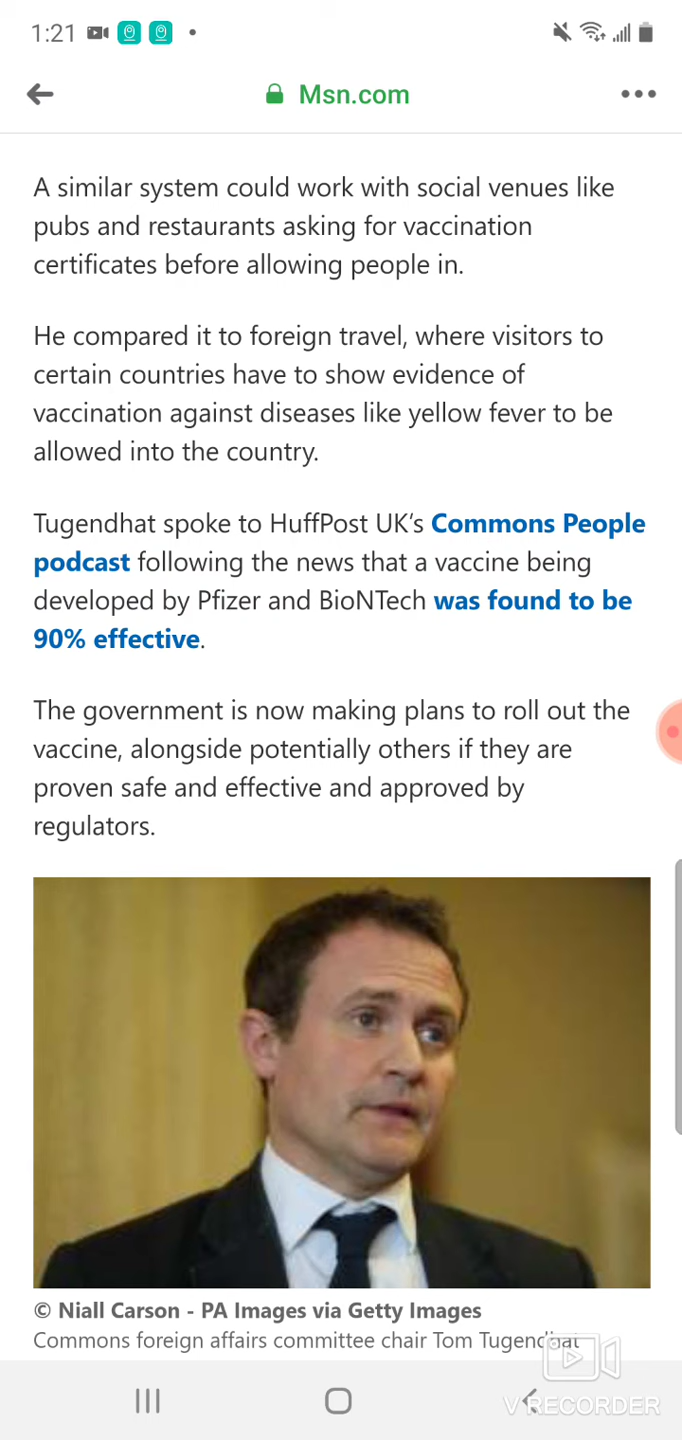 1:21
Msn.com
A similar system could work with social venues like
pubs and restaurants asking for vaccination
certificates before allowing people in.
He compared it to foreign travel, where visitors to
certain countries have to show evidence of
vaccination against diseases like yellow fever to be
allowed into the country.
Tugendhat spoke to HuffPost UK’s Commons People
podcast following the news that a vaccine being
developed by Pfizer and BioNTech was found to be
90% effective.
The government is now making plans to roll out the
vaccine, alongside potentially others if they are
proven safe and effective and approved by
regulators.
© Niall Carson - PA Images via Getty Images
Commons foreign affairs committee chair Tom Tugendhat
V RECORDER